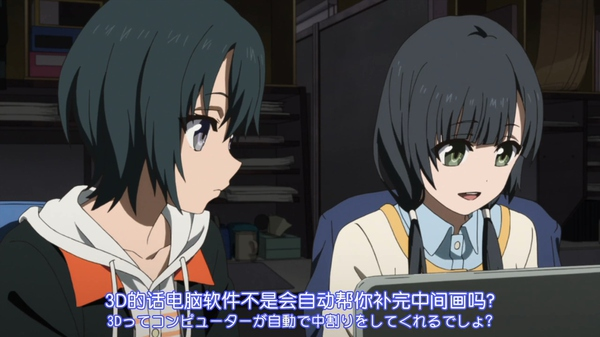 3D的话电脑软件不是会自动帮你补完中间画吗?
3Dってコンピューターが自動で中割りをしてくれるでしょ?